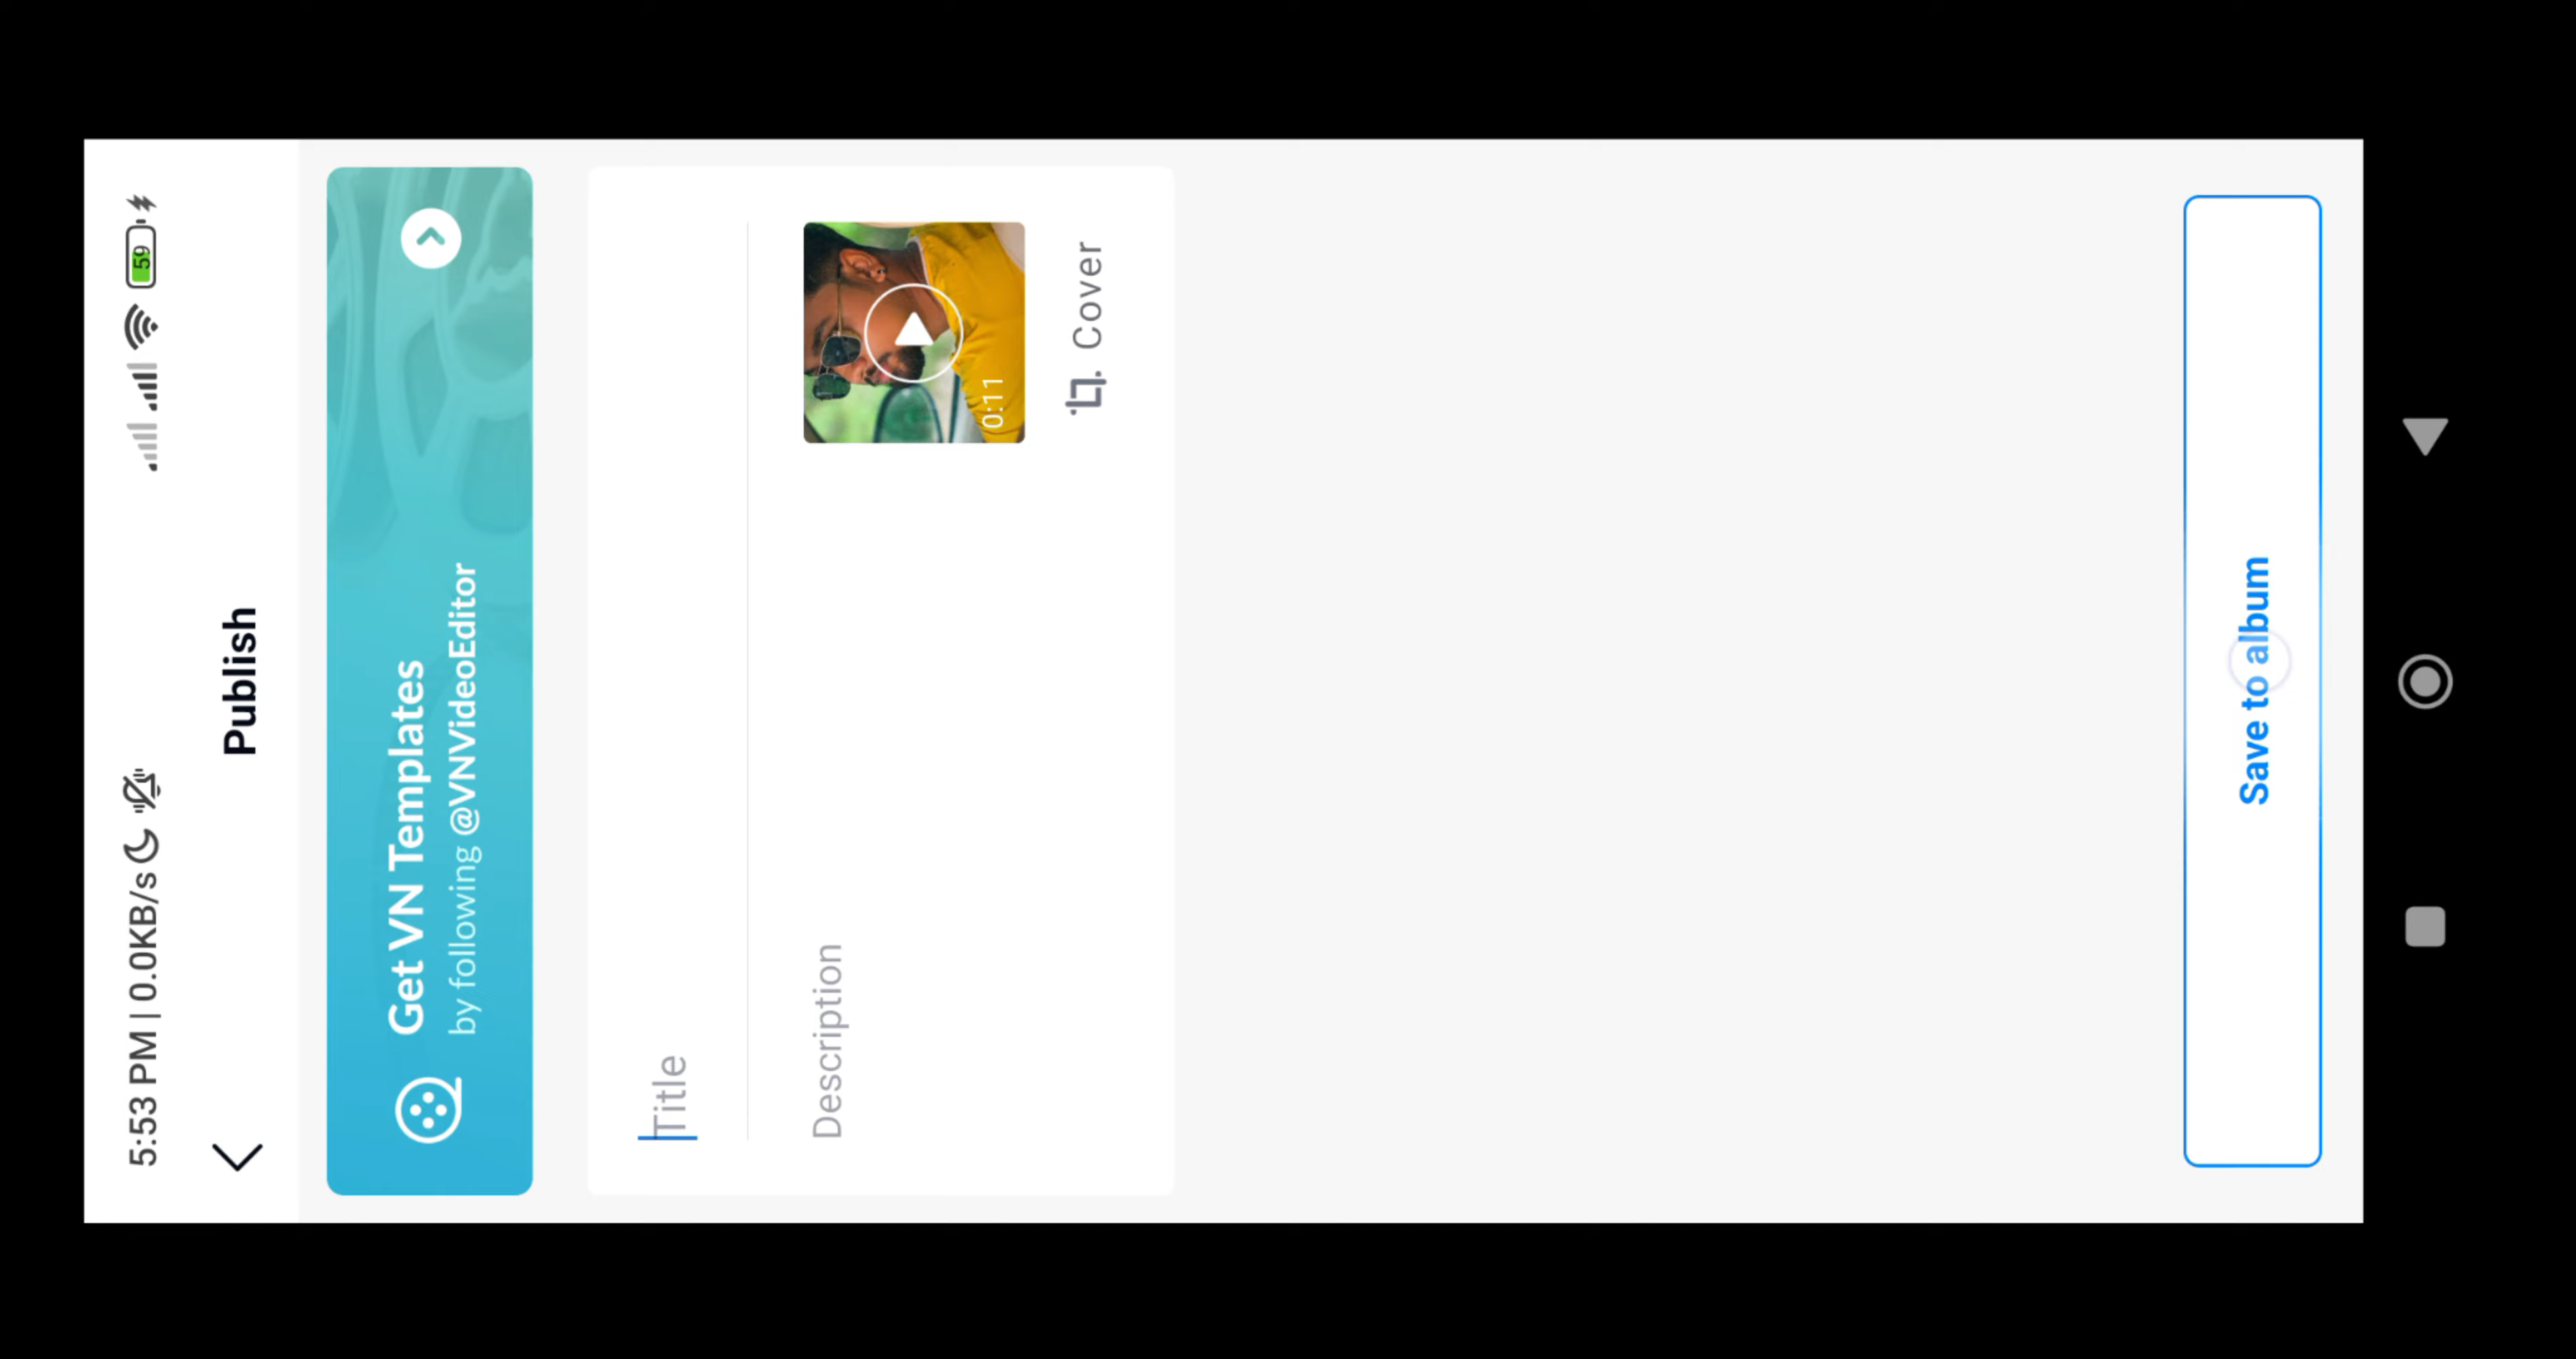 5:53 PM | 0.0KB/s
59
Publish
Get VN Templates
by following @VNVideoEditor
Title
Description
0:11
Cover
Save to album